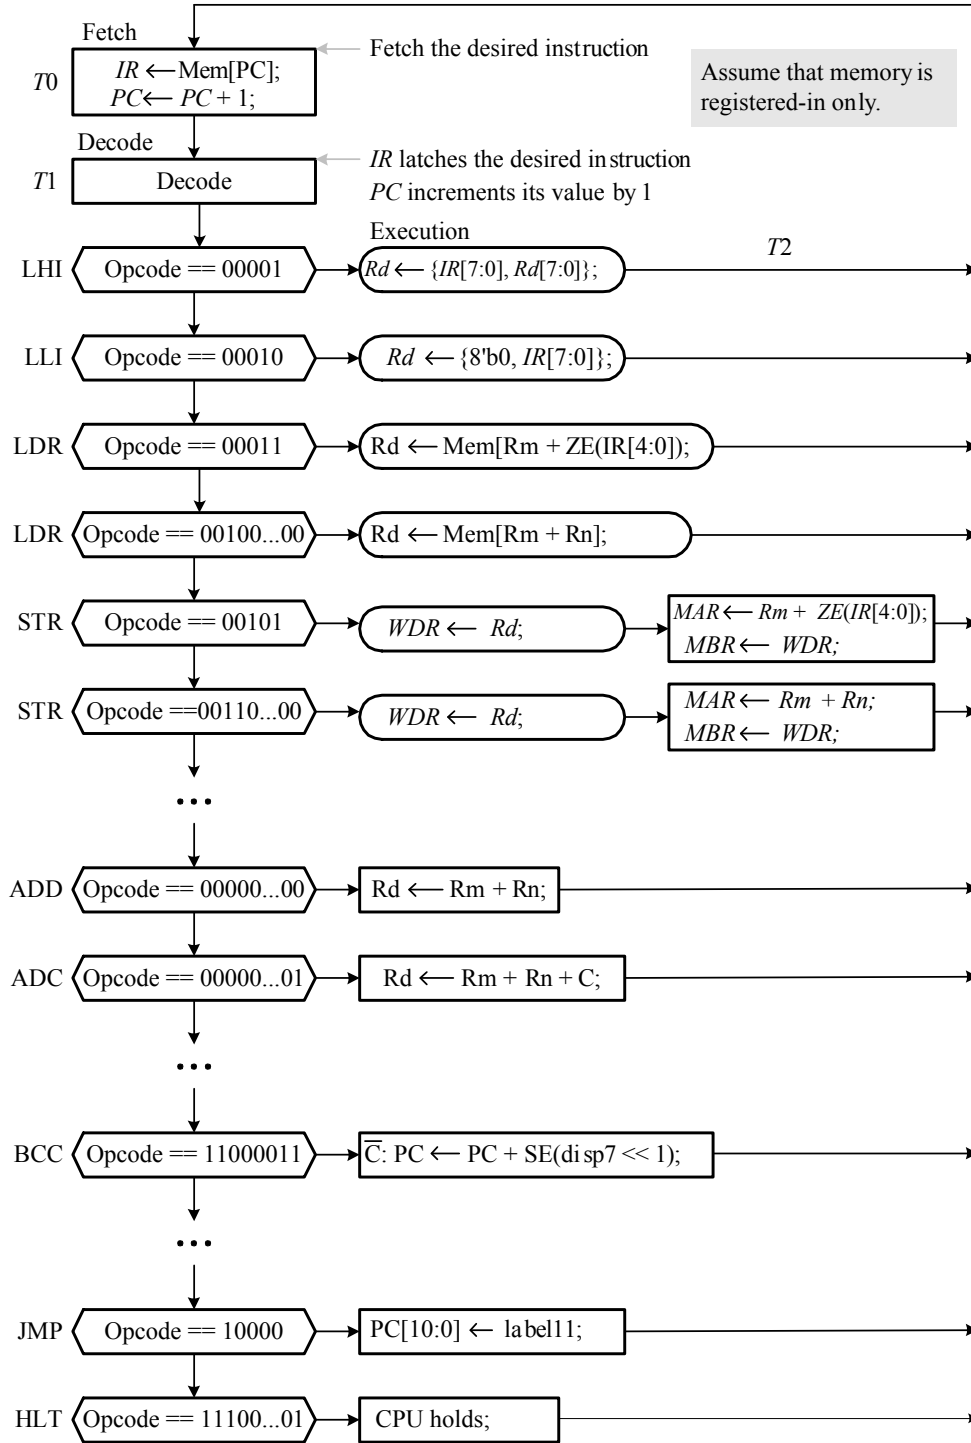 Fetch
Fetch the desired instruction
T0
IR ← Mem[PC];
PC ← PC + 1;
Assume that memory is
registered-in only.
Decode
IR latches the desired instruction
T1
Decode
PC increments its value by 1
Execution
T2
LHI
Opcode == 00001
Rd ← {IR[7:0], Rd[7:0]};
LLI
Opcode == 00010
Rd ← {8'b0, IR[7:0]};
LDR
Opcode == 00011
Rd ← Mem[Rm + ZE(IR[4:0]);
LDR
Opcode == 00100...00
Rd ← Mem[Rm + Rn];
STR
Opcode == 00101
WDR ← Rd;
MAR ← Rm + ZE(IR[4:0]);
MBR ← WDR;
STR
Opcode ==00110...00
WDR ← Rd;
MAR ← Rm + Rn;
MBR ← WDR;
...
ADD
Opcode == 00000...00
Rd ← Rm + Rn;
ADC
Opcode == 00000...01
Rd ← Rm + Rn + C;
...
BCC
Opcode == 11000011
C̅: PC ← PC + SE(disp7 << 1);
...
JMP
Opcode == 10000
PC[10:0] ← label11;
HLT
Opcode == 11100...01
CPU holds;